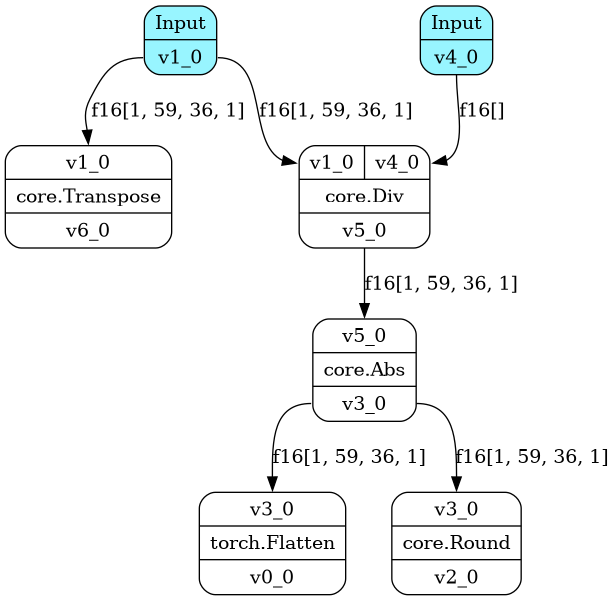 Input
v1_0
Input
v4_0
f16[1, 59, 36, 1]
f16[1, 59, 36, 1]
f16[]
v1_0
core.Transpose
v6_0
v1_0
v4_0
core.Div
v5_0
f16[1, 59, 36, 1]
v5_0
core.Abs
v3_0
f16[1, 59, 36, 1]
f16[1, 59, 36, 1]
v3_0
torch.Flatten
v0_0
v3_0
core.Round
v2_0